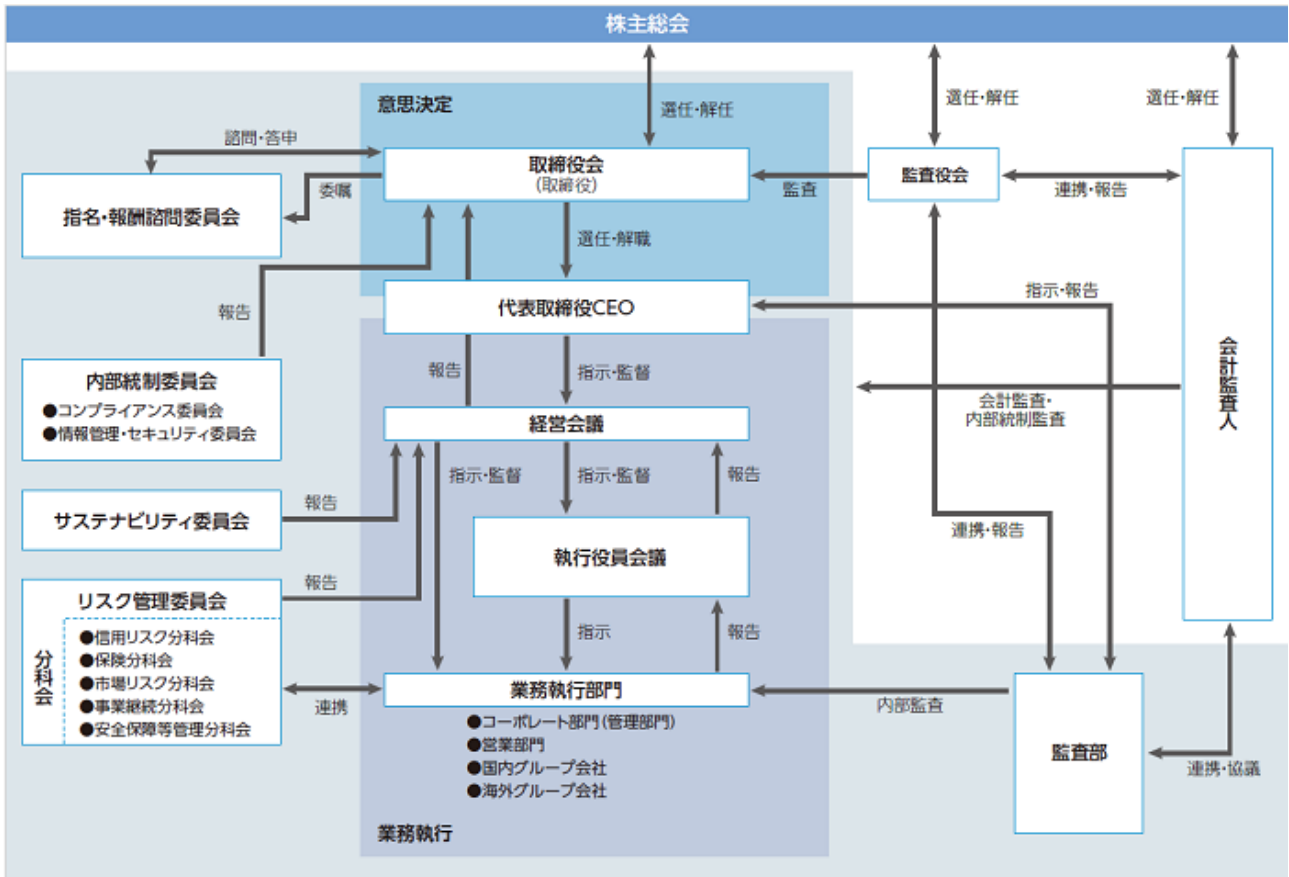 株主総会
意思決定
選任・解任
選任・解任
選任・解任
諮問・答申
取締役会
(取締役)
監査役会
委嘱
監査
連携・報告
指名・報酬諮問委員会
選任・解職
代表取締役CEO
指示・報告
報告
会計監査人
内部統制委員会
●コンプライアンス委員会
●情報管理・セキュリティ委員会
報告
指示・監督
会計監査・
内部統制監査
経営会議
指示・監督
指示・監督
報告
サステナビリティ委員会
報告
連携・報告
執行役員会議
リスク管理委員会
報告
分科会
●信用リスク分科会
●保険分科会
●市場リスク分科会
●事業継続分科会
●安全保障等管理分科会
指示
報告
連携
業務執行部門
●コーポレート部門(管理部門)
●営業部門
●国内グループ会社
●海外グループ会社
内部監査
監査部
連携・協議
業務執行